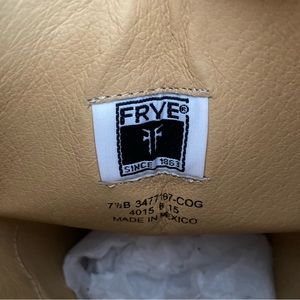 FRYE®
SINCE 1863
7½B 3477167-COG
4015 B 15
MADE IN MEXICO